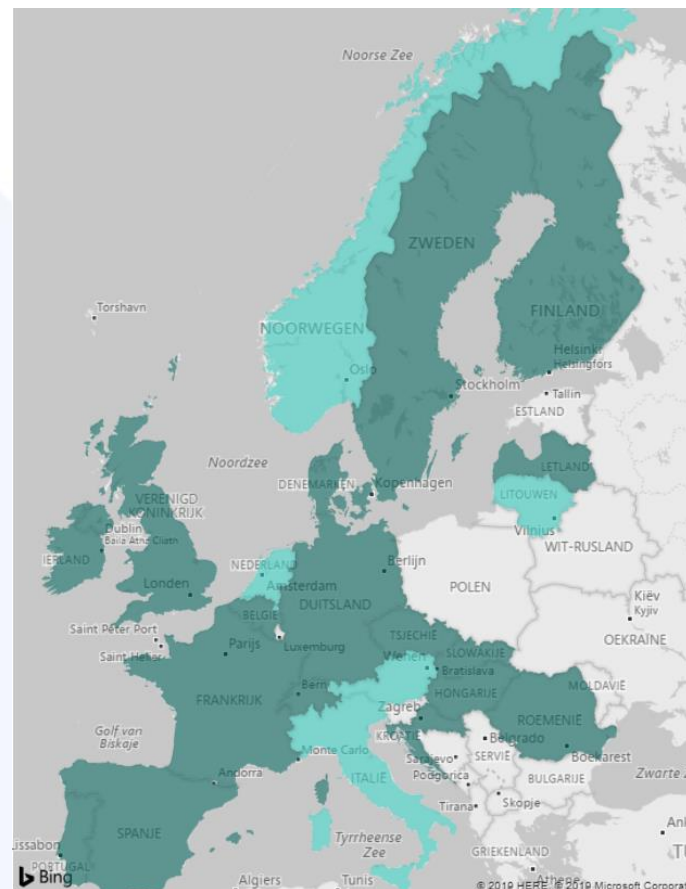 Noorse Zee
Torshavn
ZWEDEN
FINLAND
NOORWEGEN
Oslo
Helsinki
Helsingfors
Stockholm
Tallin
ESTLAND
Noordzee
DENEMARKEN
Kopenhagen
LETLAND
LITOUWEN
Vilnius
VERENIGD
KONINKRIJK
Dublin
Baila Atha Cliath
IERLAND
WIT-RUSLAND
NEDERLAND
Amsterdam
Berlijn
POLEN
Londen
DUITSLAND
BELGIË
Kiëv
Kyjiv
OEKRAÏNE
Saint Peter Port
Saint Helier
Parijs
Luxemburg
TSJECHIË
SLOWAKIJE
Wenen
Bratislava
Bern
FRANKRIJK
HONGARIJE
MOLDAVIË
Zagreb
ROEMENIË
KROATIË
Golf van
Biskaje
Monte Carlo
Belgrado
Boekarest
Sarajevo
SERVIË
ITALIË
Podgorica
BULGARIJE
Zwarte
Andorra
Skopje
Tirana
SPANJE
Tyrrheense
Zee
issabon
PORTUGAL
GRIEKENLAND
Athene
Algiers
Tunis
Bing
© 2019 HERE, © 2019 Microsoft Corporat